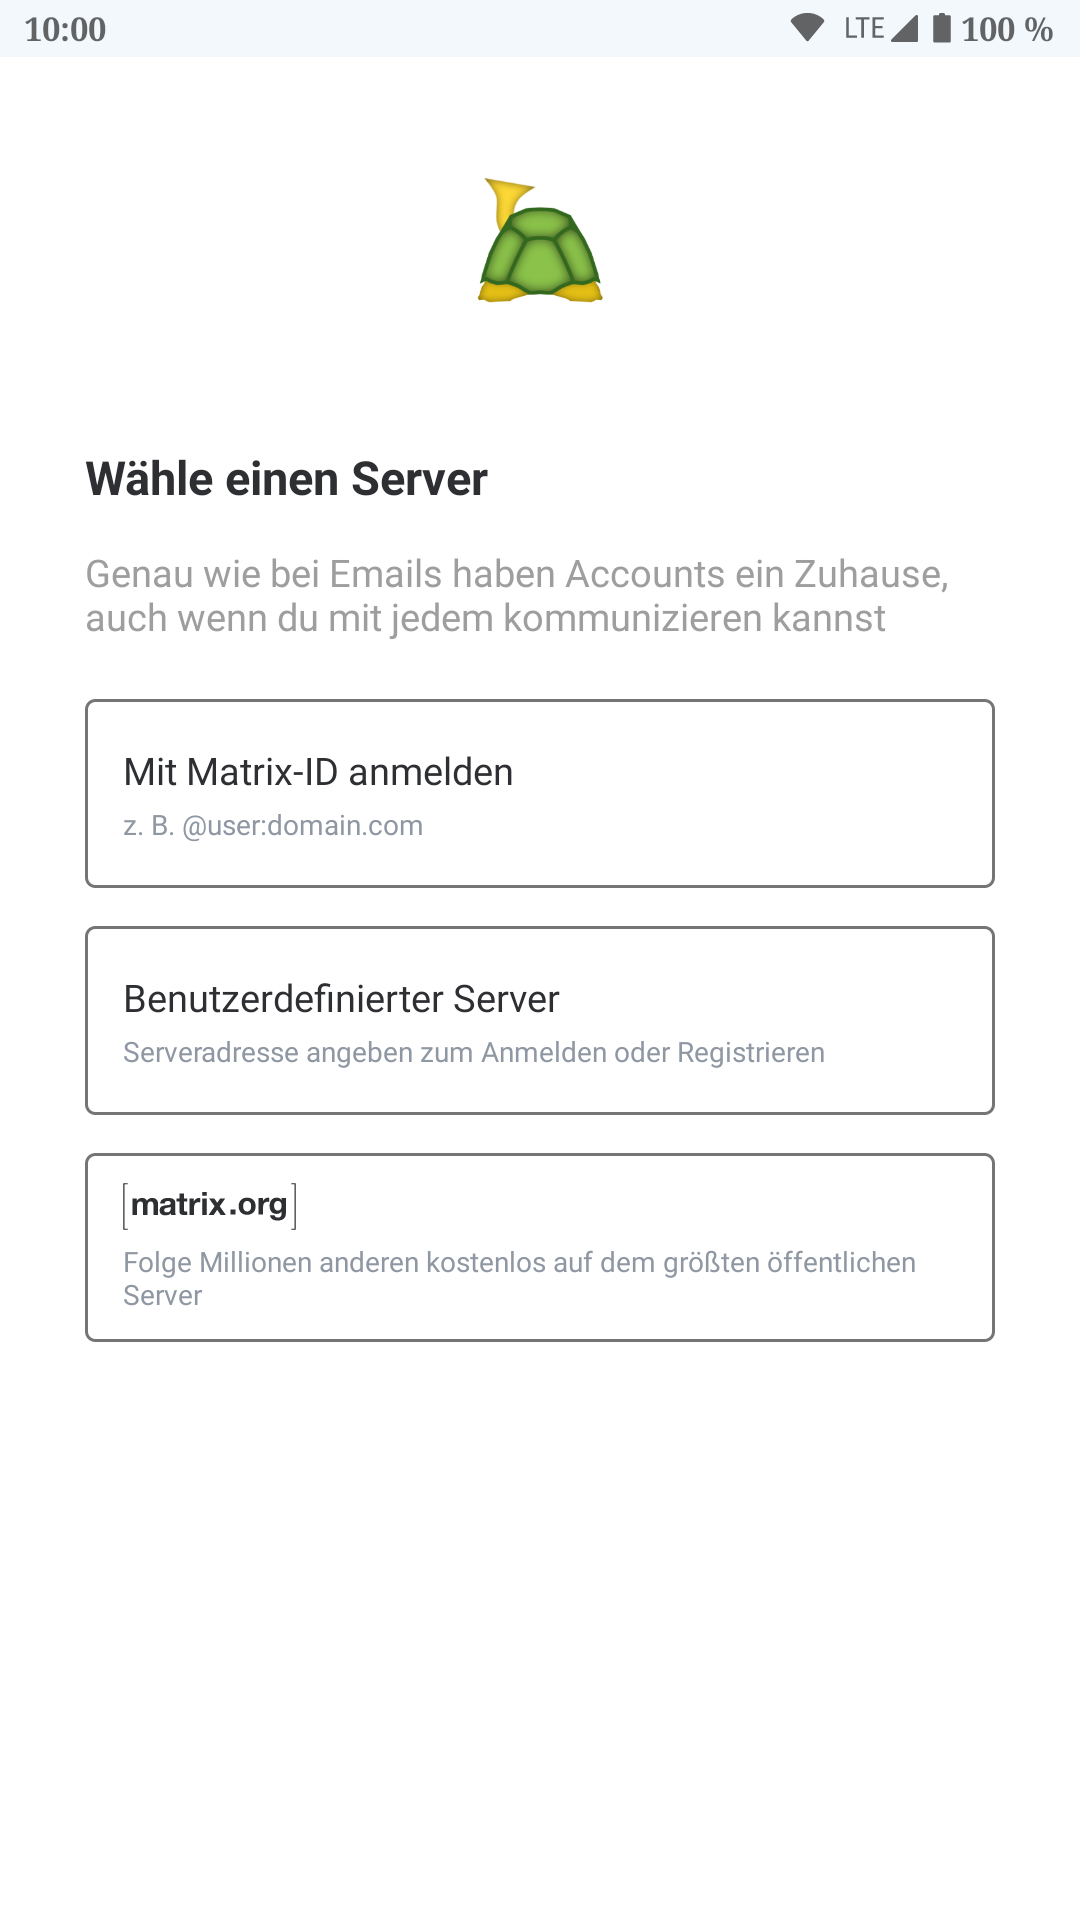 10:00 LTE 100 %
Wähle einen Server
Genau wie bei Emails haben Accounts ein Zuhause,
auch wenn du mit jedem kommunizieren kannst
Mit Matrix-ID anmelden
z. B. @user:domain.com
Benutzerdefinierter Server
Serveradresse angeben zum Anmelden oder Registrieren
[matrix.org]
Folge Millionen anderen kostenlos auf dem größten öffentlichen
Server